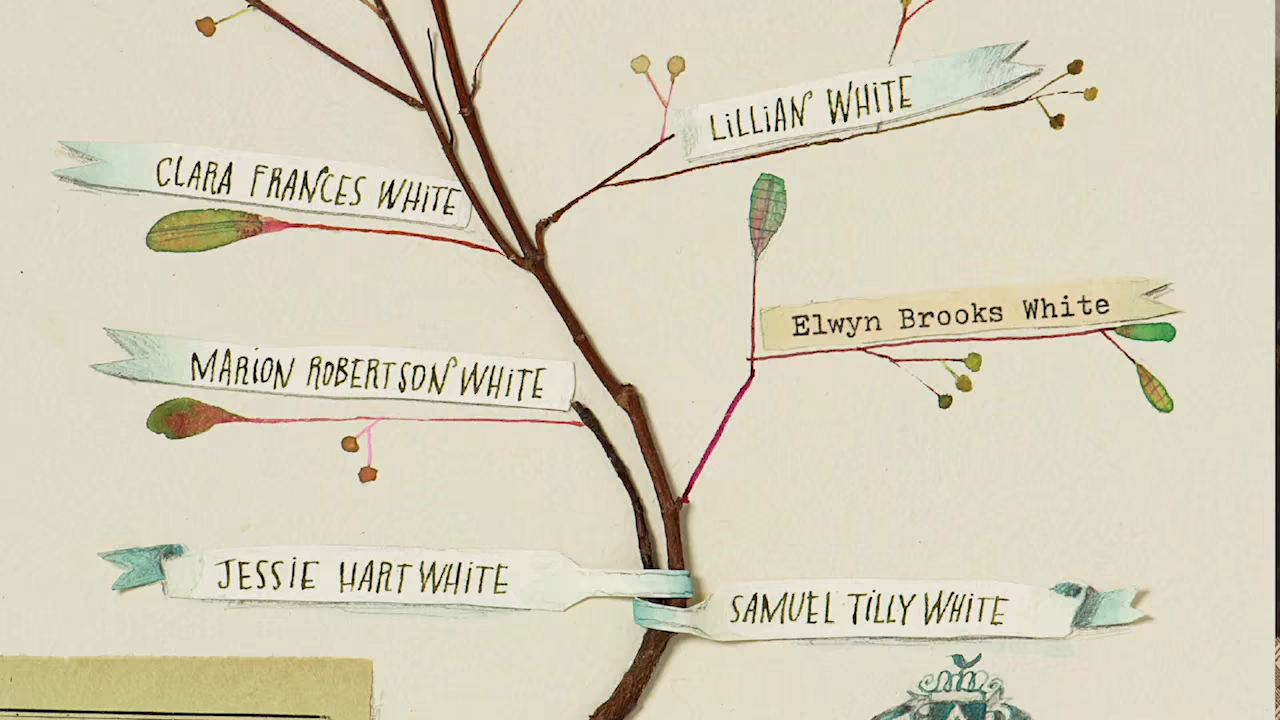 LiLLiAN WHiTE
CLARA FRANCES WHiTE
Elwyn Brooks White
MARiON ROBERTSON WHiTE
JESSiE HART WHiTE
SAMUEL TiLLY WHiTE